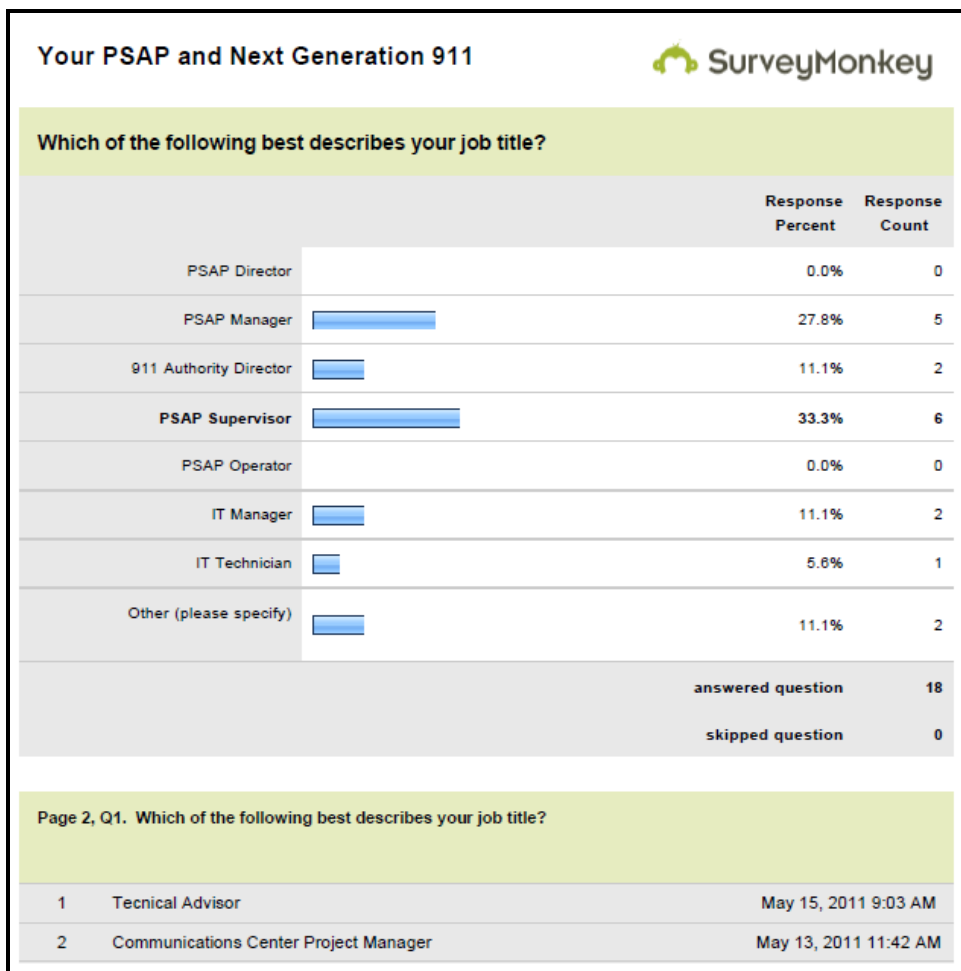 Your PSAP and Next Generation 911
SurveyMonkey
Which of the following best describes your job title?
Response Response
Percent Count
PSAP Director 0.0% 0
PSAP Manager 27.8% 5
911 Authority Director 11.1% 2
PSAP Supervisor 33.3% 6
PSAP Operator 0.0% 0
IT Manager 11.1% 2
IT Technician 5.6% 1
Other (please specify) 11.1% 2
answered question 18
skipped question 0
Page 2, Q1. Which of the following best describes your job title?
1 Tecnical Advisor May 15, 2011 9:03 AM
2 Communications Center Project Manager May 13, 2011 11:42 AM